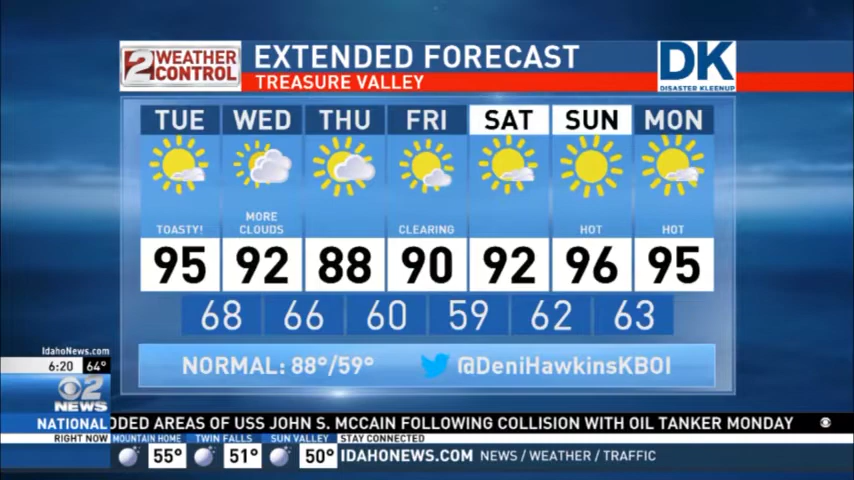 2 WEATHER CONTROL
EXTENDED FORECAST
TREASURE VALLEY
DK
DISASTER KLEENUP
TUE WED THU FRI SAT SUN MON
TOASTY! MORE CLOUDS CLEARING HOT HOT
95 92 88 90 92 96 95
68 66 60 59 62 63
NORMAL: 88°/59° @DeniHawkinsKBOI
IdahoNews.com
6:20 64°
2
NEWS
NATIONAL ODED AREAS OF USS JOHN S. MCCAIN FOLLOWING COLLISION WITH OIL TANKER MONDAY
RIGHT NOW MOUNTAIN HOME TWIN FALLS SUN VALLEY STAY CONNECTED
55° 51° 50° IDAHONEWS.COM NEWS / WEATHER / TRAFFIC